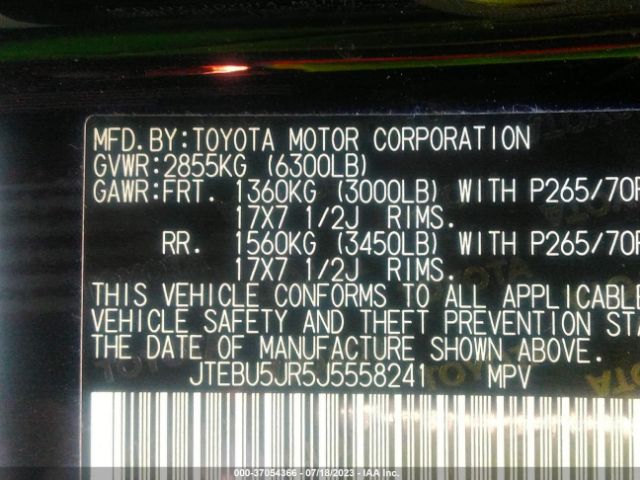 MFD.BY:TOYOTA MOTOR CORPORATION
GVWR:2855KG (6300LB)
GAWR:FRT. 1360KG (3000LB) WITH P265/70R
17X7 1/2J RIMS.
RR. 1560KG (3450LB) WITH P265/70R
17X7 1/2J RIMS.
THIS VEHICLE CONFORMS TO ALL APPLICABLE
VEHICLE SAFETY AND THEFT PREVENTION STA
THE DATE OF MANUFACTURE SHOWN ABOVE.
JTEBU5JR5J5558241 MPV
000-37054366 - 07/18/2023 - IAA Inc.